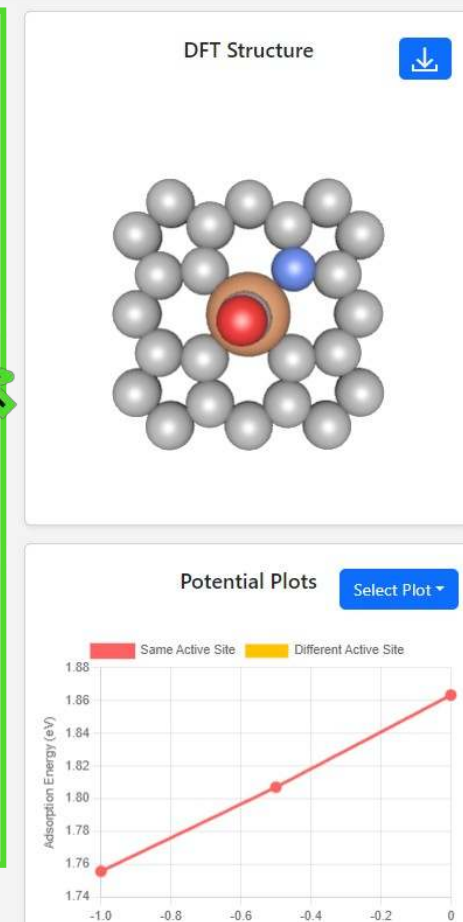 DFT Structure
Potential Plots
Select Plot
Same Active Site Different Active Site
1.88
1.86
1.84
1.82
1.80
1.78
1.76
1.74
Adsorption Energy (eV)
-1.0 -0.8 -0.6 -0.4 -0.2 0